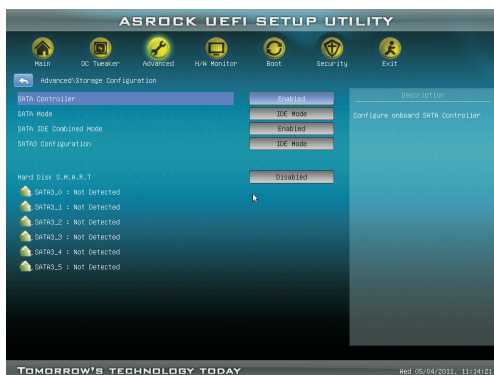 ASROCK UEFI SETUP UTILITY
Main OC Tweaker Advanced H/W Monitor Boot Security Exit
Advanced\Storage Configuration
Description
SATA Controller Enabled
Configure onboard SATA Controller
SATA Mode IDE Mode
SATA IDE Combined Mode Enabled
SATA3 Configuration IDE Mode
Hard Disk S.M.A.R.T Disabled
SATA3_0 : Not Detected
SATA3_1 : Not Detected
SATA3_2 : Not Detected
SATA3_3 : Not Detected
SATA3_4 : Not Detected
SATA3_5 : Not Detected
TOMORROW'S TECHNOLOGY TODAY
Wed 05/04/2011, 11:14:21